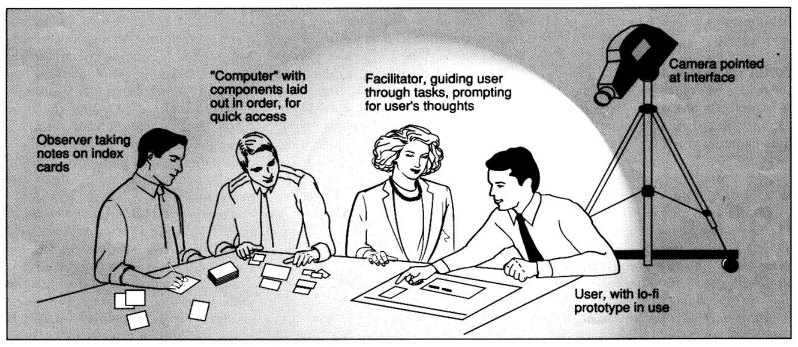 Observer taking
notes on index
cards
"Computer" with
components laid
out in order, for
quick access
Facilitator, guiding user
through tasks, prompting
for user's thoughts
Camera pointed
at interface
User, with lo-fi
prototype in use